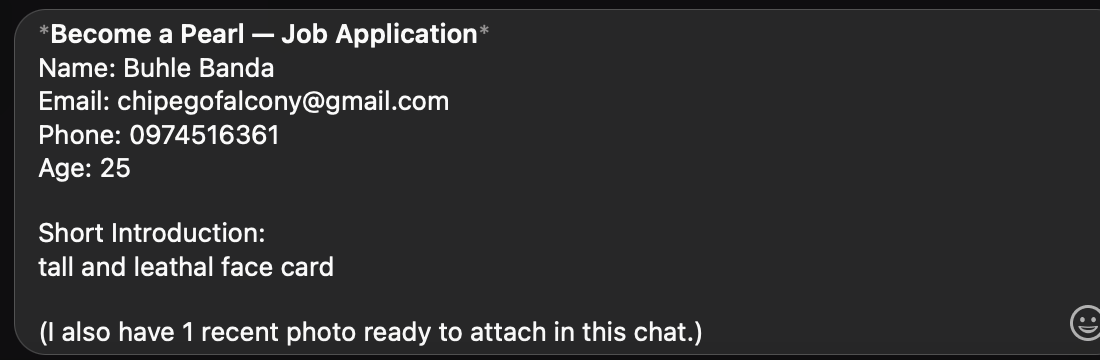 *Become a Pearl — Job Application*
Name: Buhle Banda
Email: chipegofalcony@gmail.com
Phone: 0974516361
Age: 25
Short Introduction:
tall and leathal face card
(I also have 1 recent photo ready to attach in this chat.)